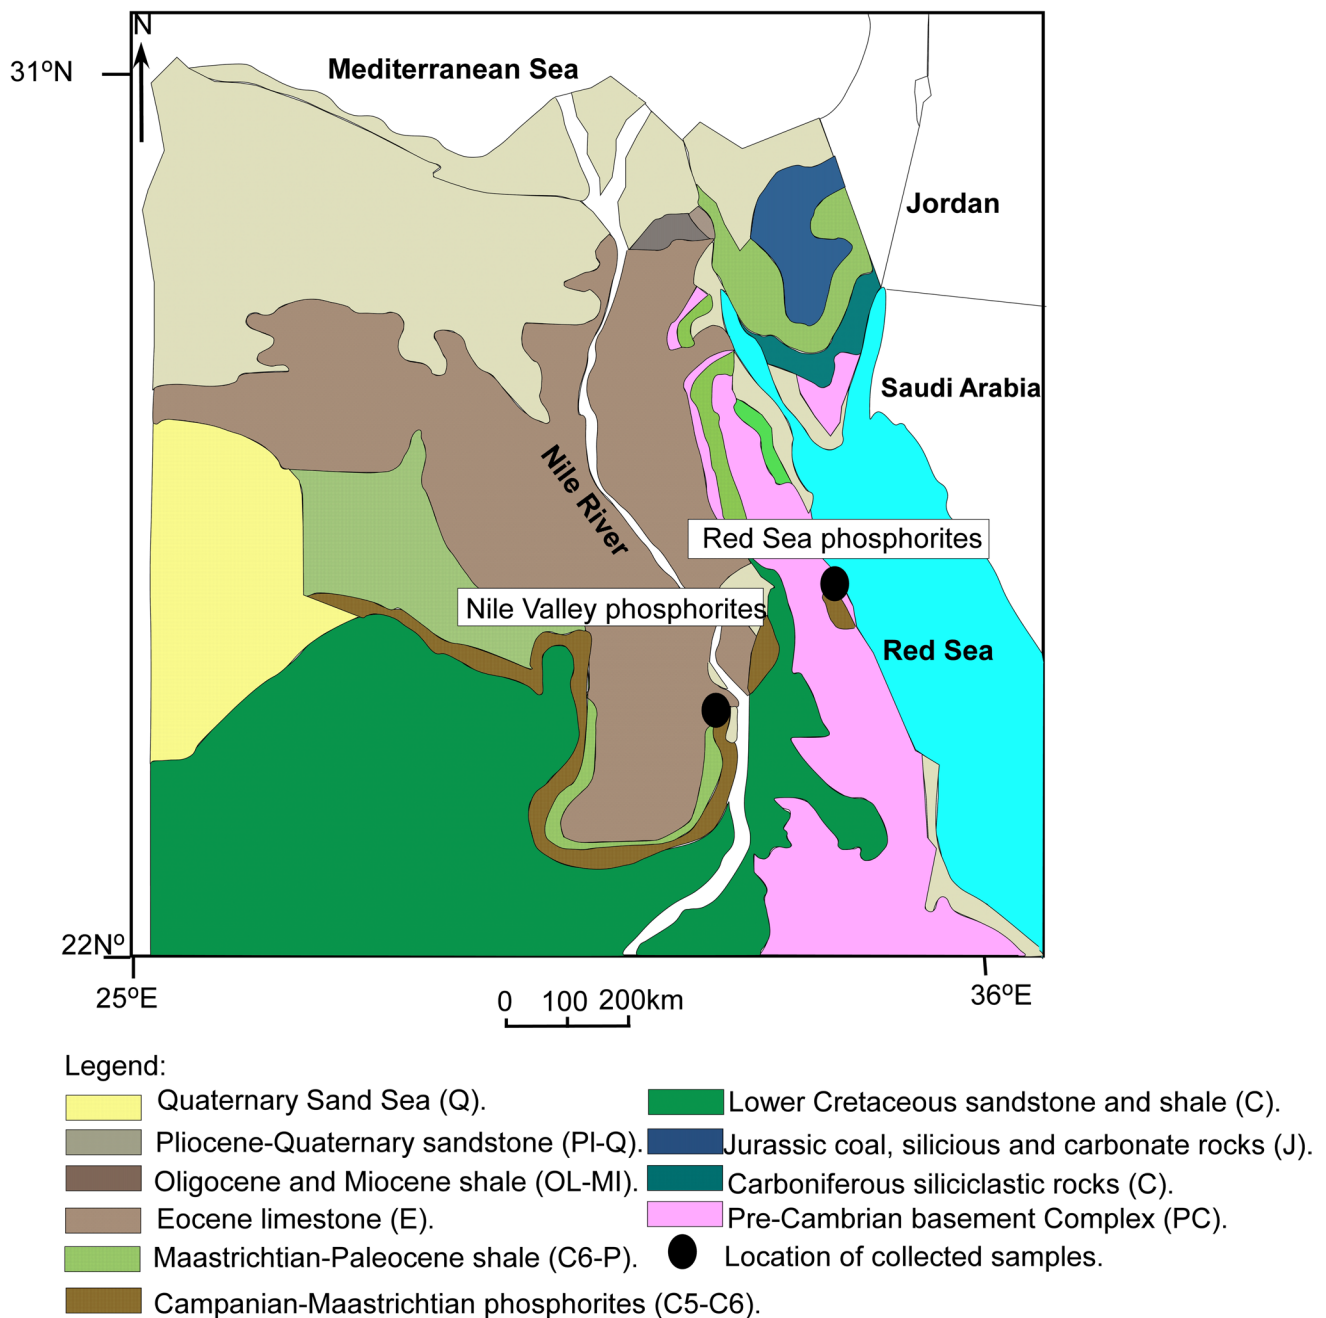 N
31ºN
Mediterranean Sea
Jordan
Saudi Arabia
Nile River
Red Sea phosphorites
Nile Valley phosphorites
Red Sea
22Nº
25ºE
36ºE
0 100 200km
Legend:
Quaternary Sand Sea (Q).
Pliocene-Quaternary sandstone (Pl-Q).
Oligocene and Miocene shale (OL-MI).
Eocene limestone (E).
Maastrichtian-Paleocene shale (C6-P).
Campanian-Maastrichtian phosphorites (C5-C6).
Lower Cretaceous sandstone and shale (C).
Jurassic coal, silicious and carbonate rocks (J).
Carboniferous siliciclastic rocks (C).
Pre-Cambrian basement Complex (PC).
Location of collected samples.